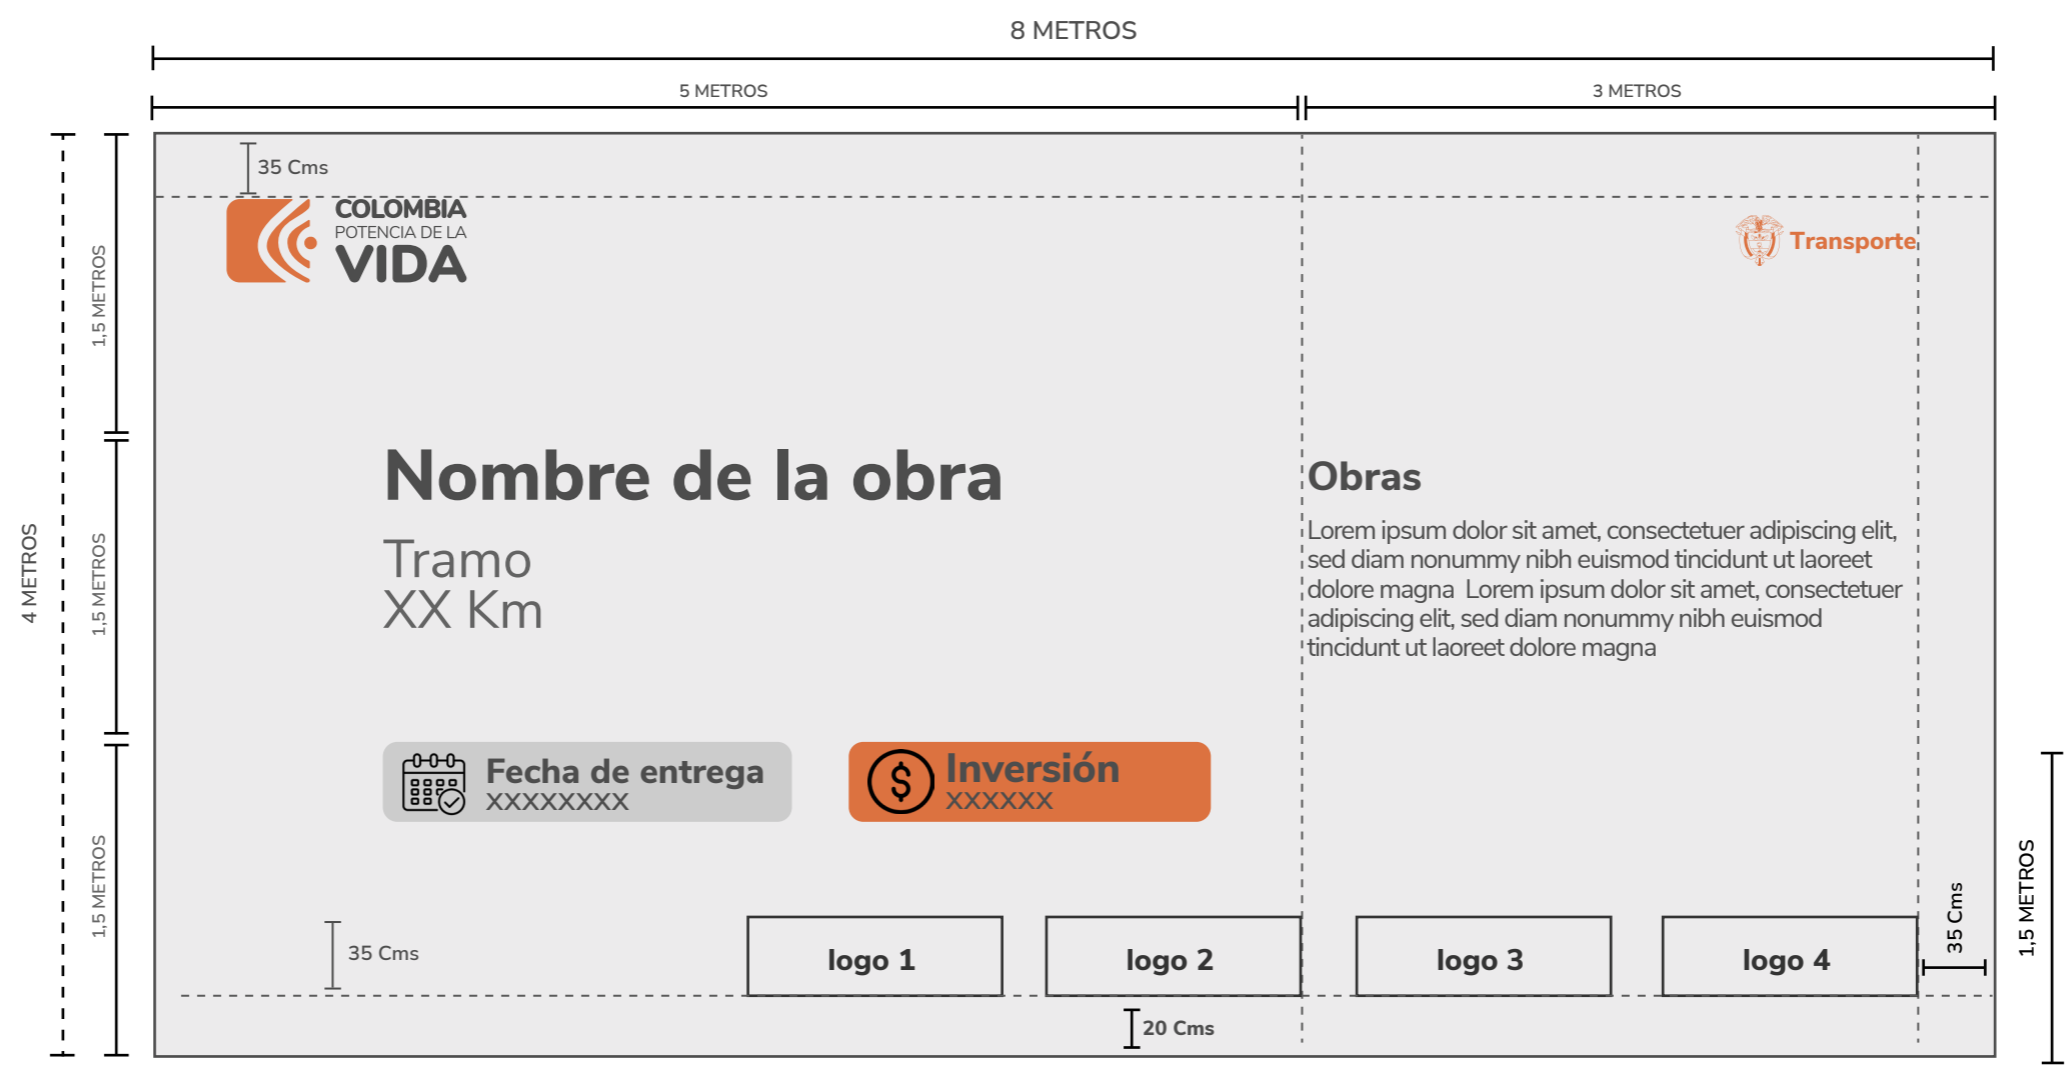 8 METROS
5 METROS
3 METROS
35 Cms
COLOMBIA
POTENCIA DE LA
VIDA
Transporte
1,5 METROS
4 METROS
1,5 METROS
Nombre de la obra
Tramo
XX Km
Obras
Lorem ipsum dolor sit amet, consectetuer adipiscing elit,
sed diam nonummy nibh euismod tincidunt ut laoreet
dolore magna  Lorem ipsum dolor sit amet, consectetuer
adipiscing elit, sed diam nonummy nibh euismod
tincidunt ut laoreet dolore magna
Fecha de entrega
XXXXXXXX
Inversión
XXXXXX
1,5 METROS
35 Cms
logo 1
logo 2
logo 3
logo 4
35 Cms
1,5 METROS
20 Cms